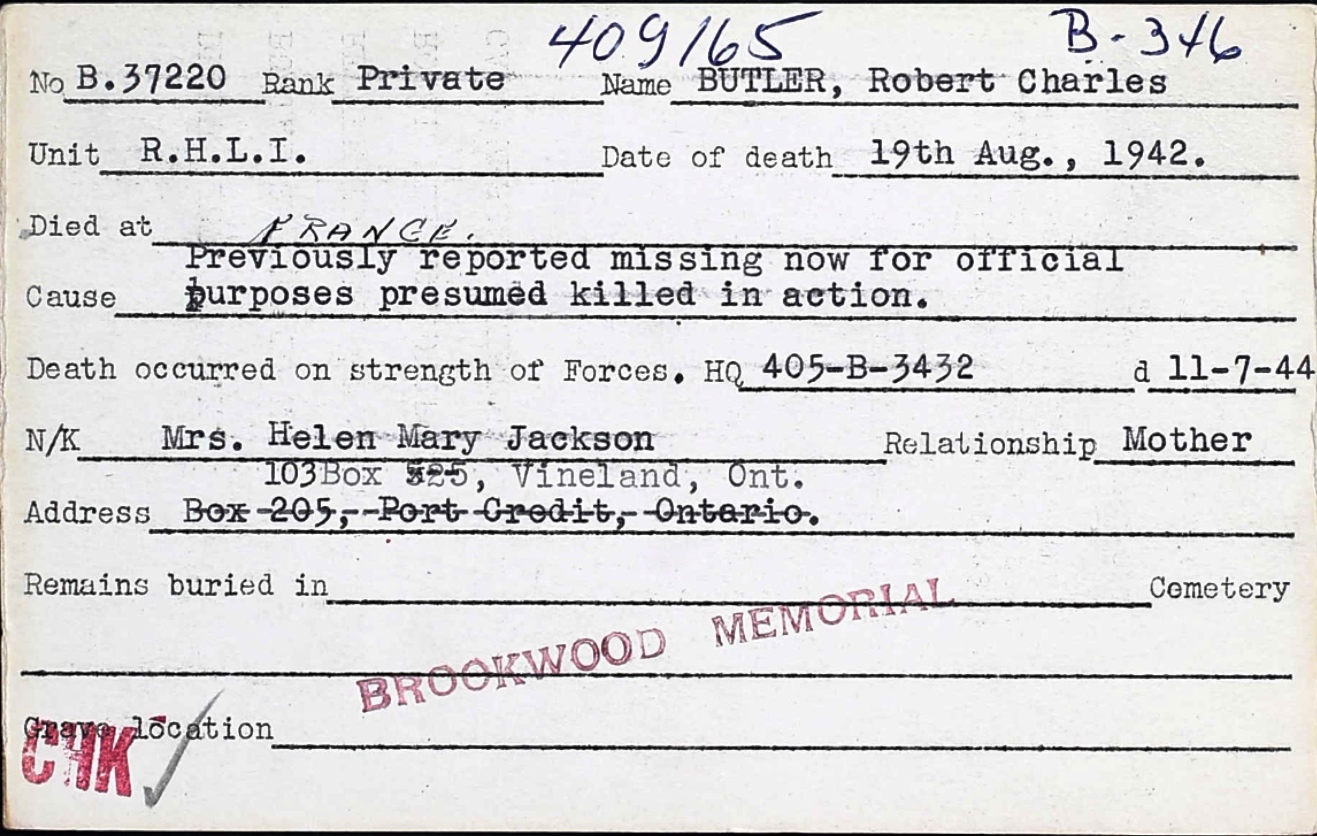 409165 B-346
No B.37220 Rank Private Name BUTLER, Robert Charles
Unit R.H.L.I. Date of death 19th Aug., 1942.
Died at FRANCE.
Previously reported missing now for official
Cause purposes presumed killed in action.
Death occurred on strength of Forces. HQ 405-B-3432 d 11-7-44
N/K Mrs. Helen Mary Jackson Relationship Mother
103 Box 325, Vineland, Ont.
Address Box 205, Port Credit, Ontario.
Remains buried in Cemetery
BROOKWOOD MEMORIAL
Grave location
CHK